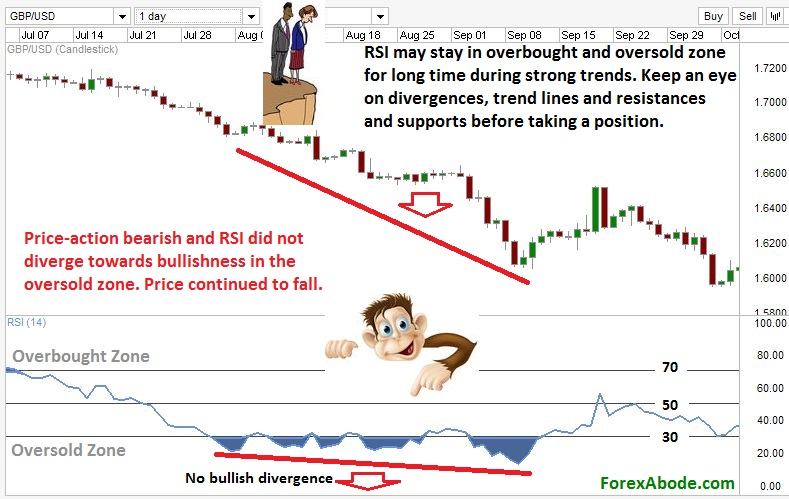 GBP/USD 1 day Buy Sell
Jul 07 Jul 14 Jul 21 Jul 28 Aug 0 Aug 18 Aug 25 Sep 01 Sep 08 Sep 15 Sep 22 Sep 29 Oct
GBP/USD (Candlestick)
RSI may stay in overbought and oversold zone
for long time during strong trends. Keep an eye
on divergences, trend lines and resistances
and supports before taking a position.
1.7200
1.7000
1.6800
1.6600
1.6400
1.6200
1.6000
1.5800
Price-action bearish and RSI did not
diverge towards bullishness in the
oversold zone. Price continued to fall.
RSI (14)
100.00
Overbought Zone
80.00
70
60.00
50
40.00
30
Oversold Zone
20.00
No bullish divergence
ForexAbode.com
0.00